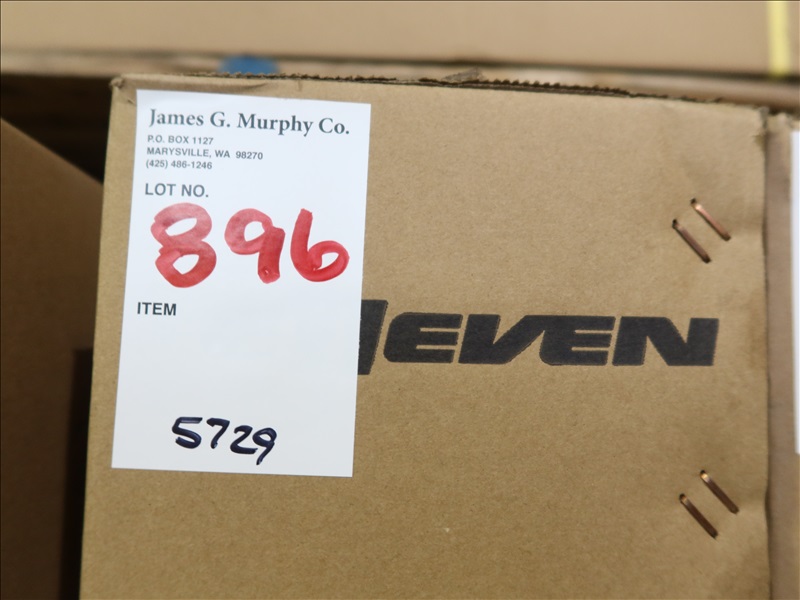 James G. Murphy Co.
P.O. BOX 1127
MARYSVILLE, WA 98270
(425) 486-1246
LOT NO.
896
ITEM
5729
EVEN